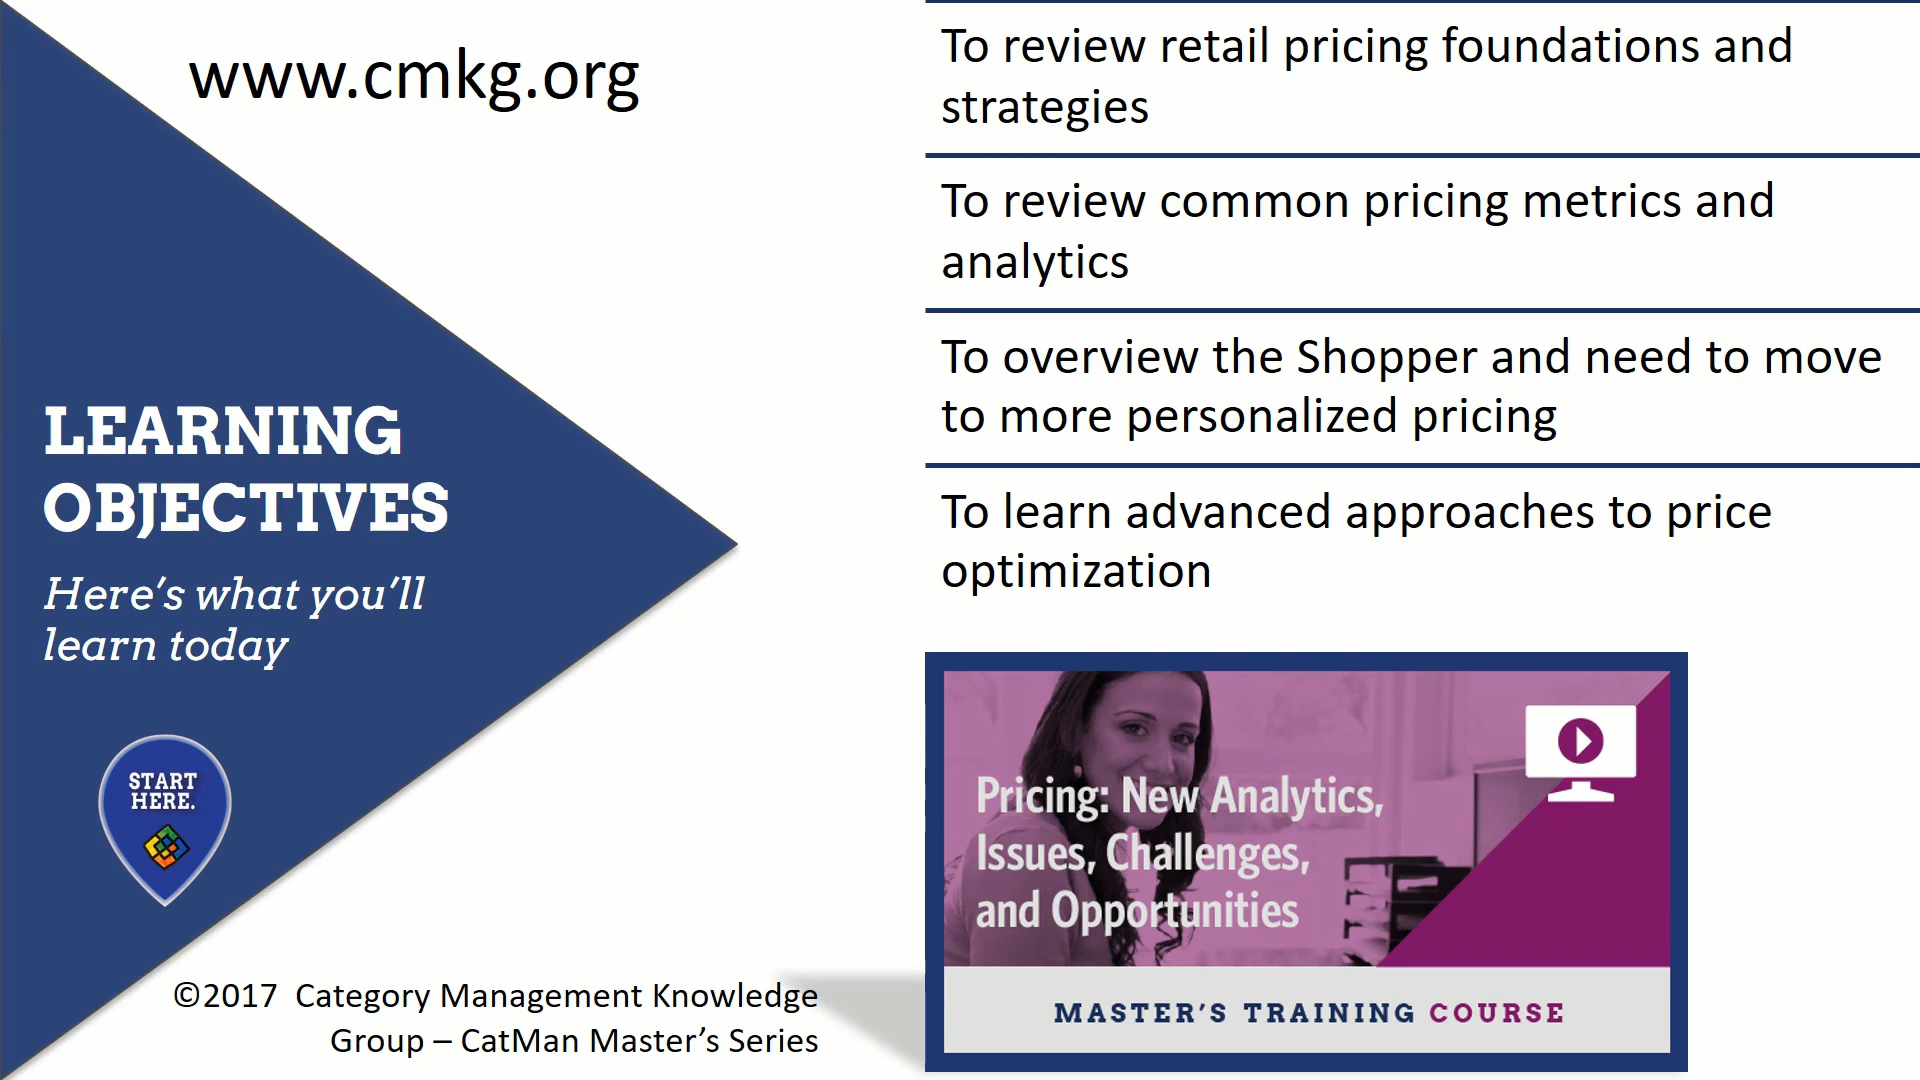 www.cmkg.org
LEARNING
OBJECTIVES
Here's what you'll
learn today
START
HERE.
©2017  Category Management Knowledge
Group – CatMan Master's Series
To review retail pricing foundations and
strategies
To review common pricing metrics and
analytics
To overview the Shopper and need to move
to more personalized pricing
To learn advanced approaches to price
optimization
Pricing: New Analytics,
Issues, Challenges,
and Opportunities
MASTER'S TRAINING COURSE